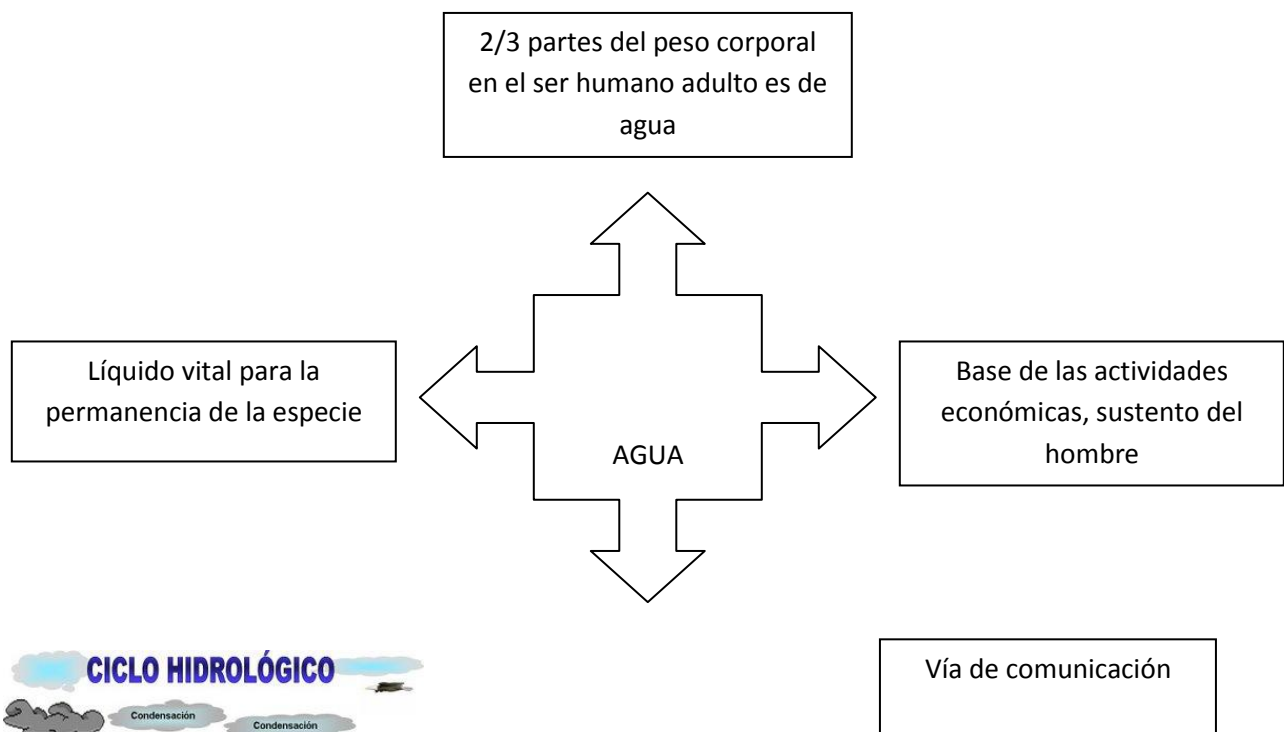 2/3 partes del peso corporal
en el ser humano adulto es de
agua
Líquido vital para la
permanencia de la especie
AGUA
Base de las actividades
económicas, sustento del
hombre
CICLO HIDROLÓGICO
Condensación
Condensación
Vía de comunicación